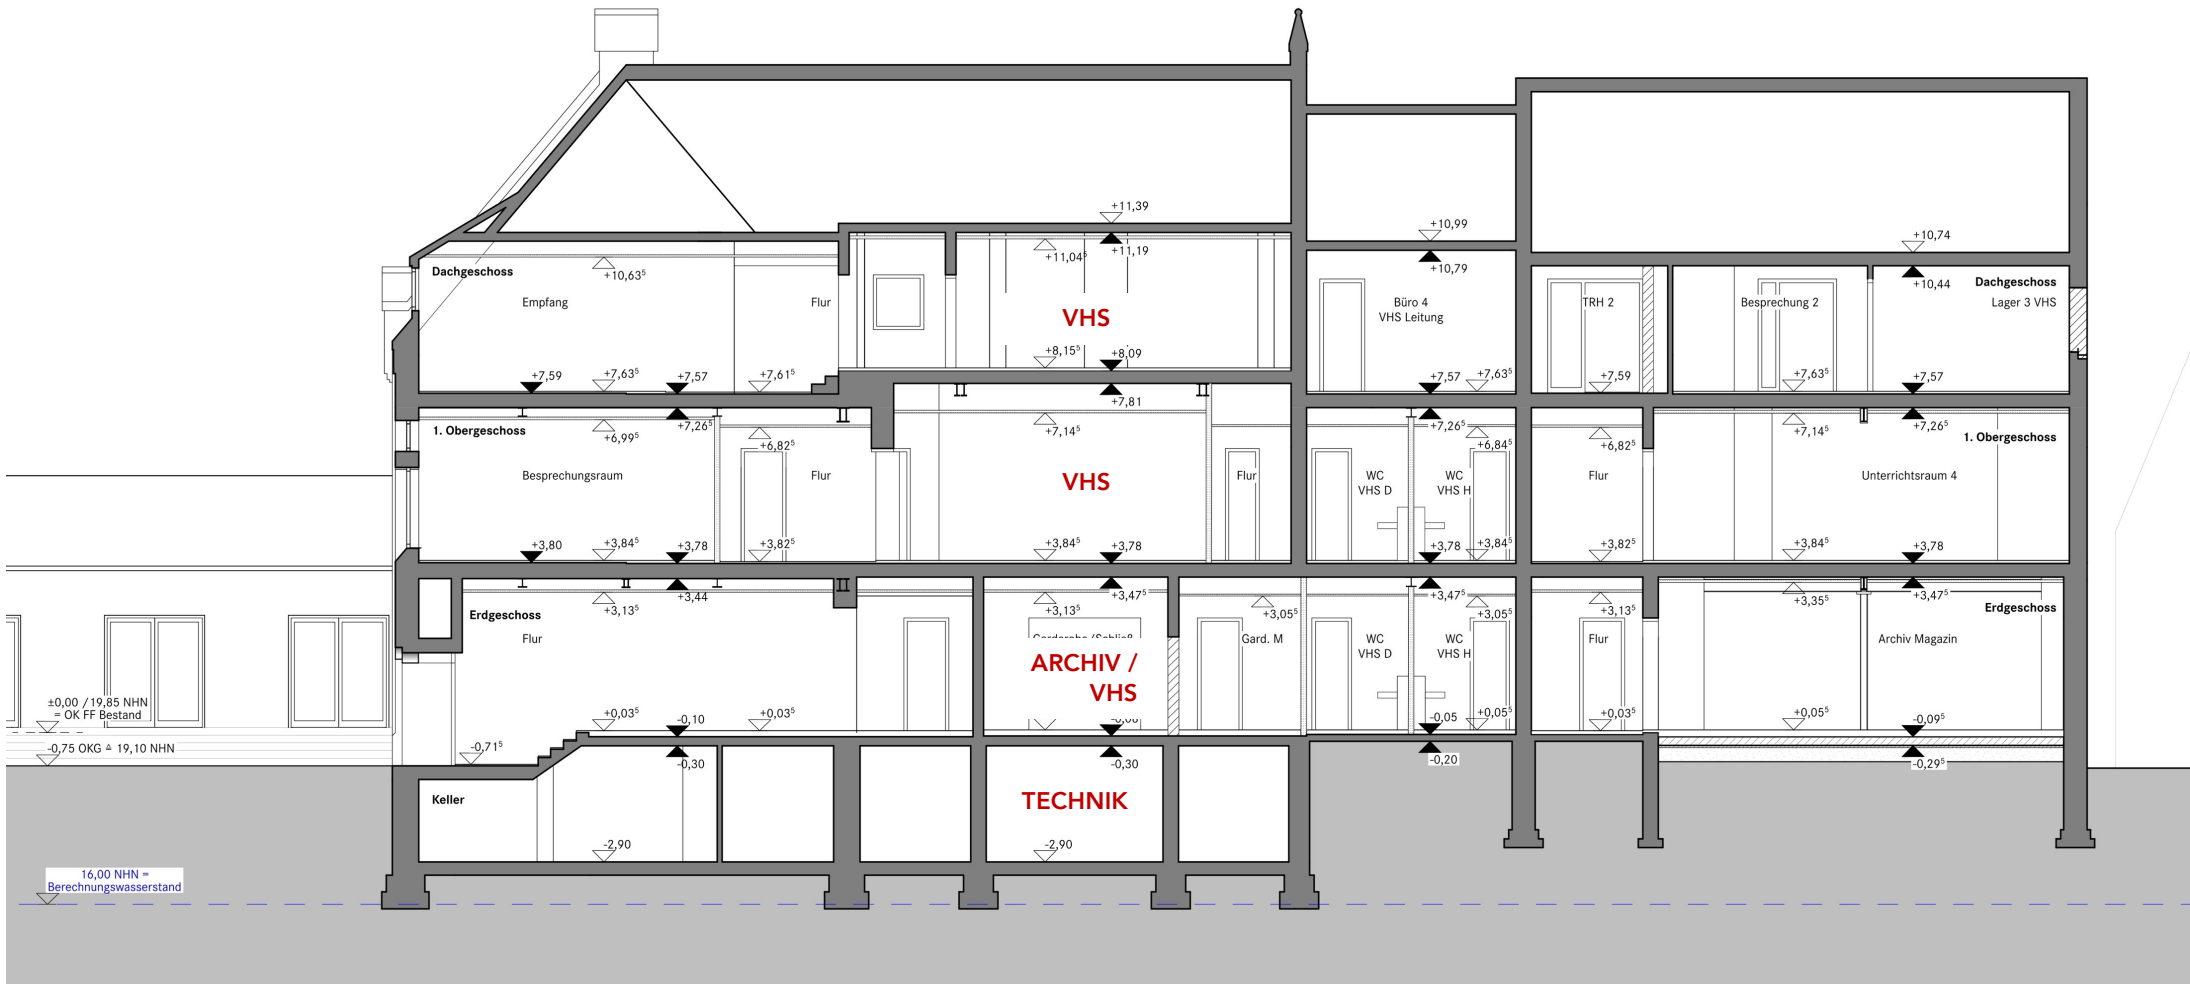 +11,39
+10,99
+10,74
+11,04⁵
+11,19
+10,63⁵
+10,79
+10,44
Dachgeschoss
Dachgeschoss
Empfang
Flur
VHS
Büro 4
VHS Leitung
TRH 2
Besprechung 2
Lager 3 VHS
+8,15⁵
+8,09
+7,59
+7,63⁵
+7,57
+7,61⁵
+7,57
+7,63⁵
+7,59
+7,63⁵
+7,57
+7,81
1. Obergeschoss
+6,99⁵
+7,26⁵
+6,82⁵
+7,14⁵
+7,26⁵
+6,84⁵
+6,82⁵
+7,14⁵
+7,26⁵
1. Obergeschoss
Besprechungsraum
Flur
VHS
Flur
WC
VHS D
WC
VHS H
Flur
Unterrichtsraum 4
+3,80
+3,84⁵
+3,78
+3,82⁵
+3,84⁵
+3,78
+3,78
+3,84⁵
+3,82⁵
+3,84⁵
+3,78
+3,13⁵
+3,44
+3,13⁵
+3,47⁵
+3,05⁵
+3,47⁵
+3,05⁵
+3,13⁵
+3,35⁵
+3,47⁵
Erdgeschoss
Erdgeschoss
Flur
Gard. M
WC
VHS D
WC
VHS H
Flur
Archiv Magazin
ARCHIV /
VHS
±0,00 / 19,85 NHN
= OK FF Bestand
-0,75 OKG ≙ 19,10 NHN
-0,71⁵
+0,03⁵
-0,10
+0,03⁵
-0,05
+0,05⁵
+0,03⁵
+0,05⁵
-0,09⁵
-0,30
-0,30
-0,20
-0,29⁵
Keller
TECHNIK
-2,90
-2,90
16,00 NHN =
Berechnungswasserstand